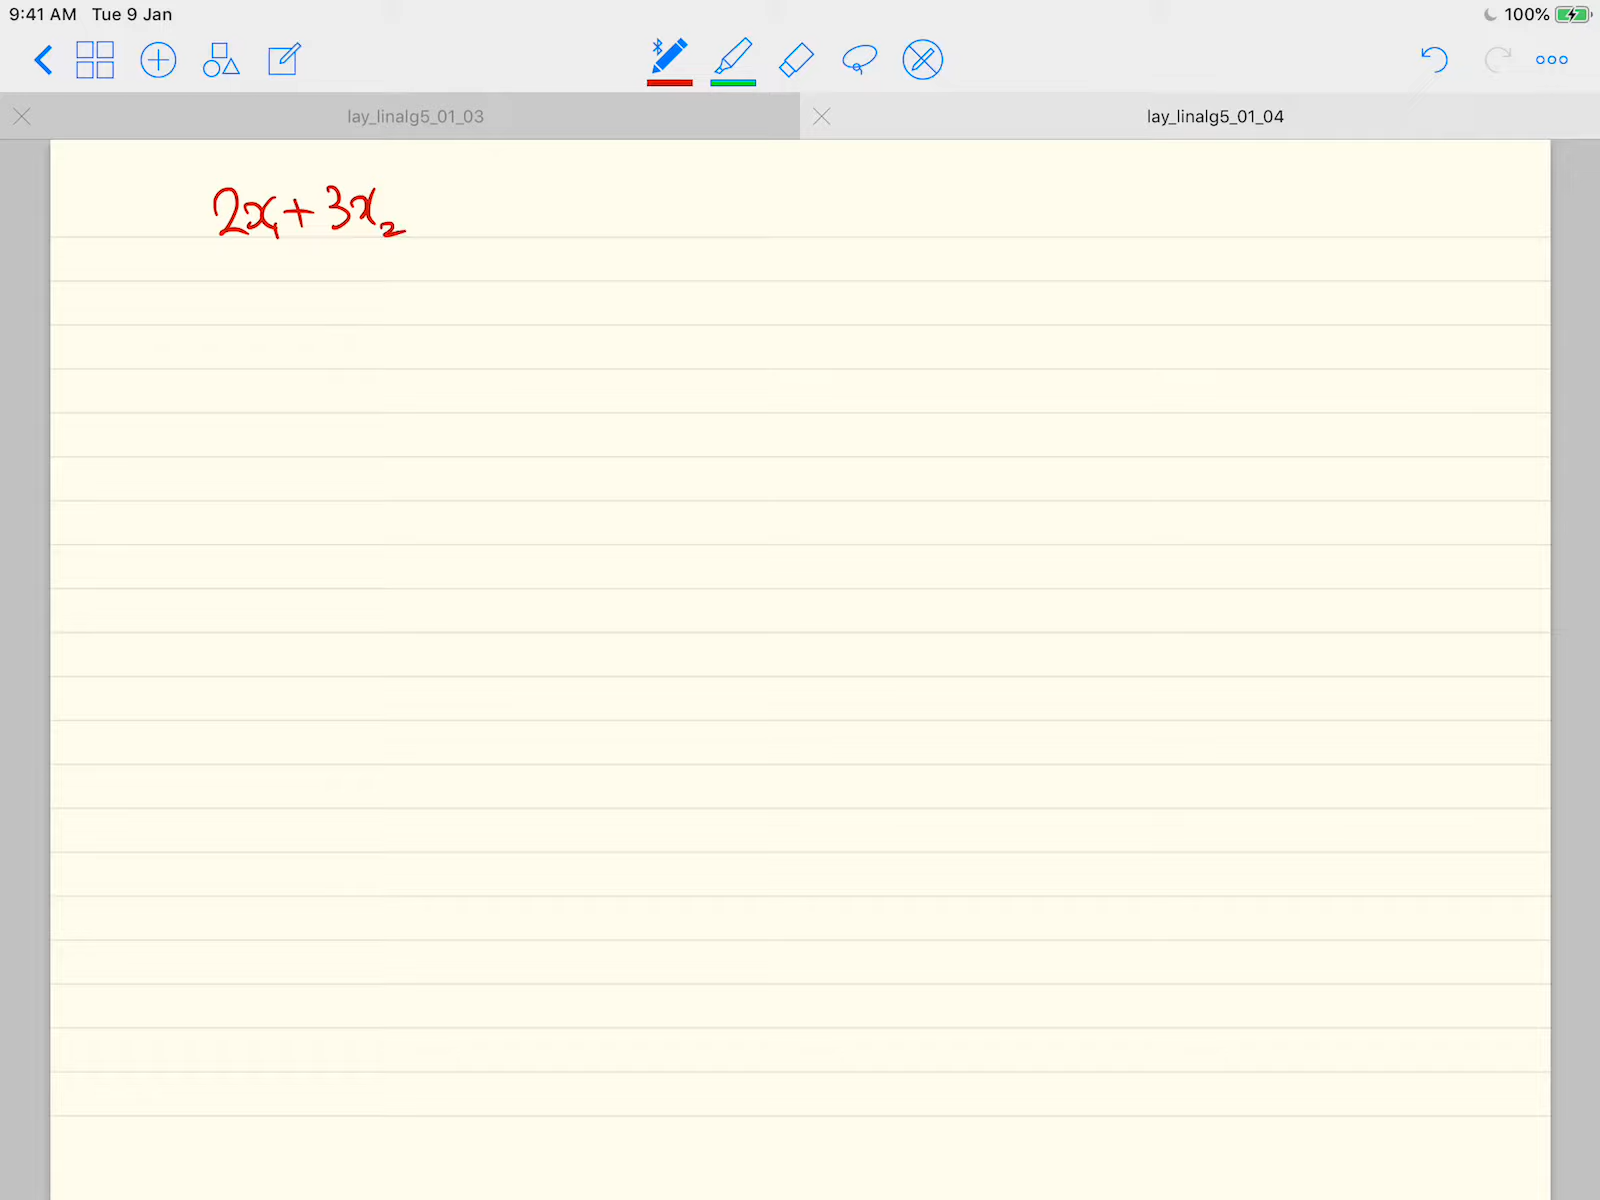 9:41 AM Tue 9 Jan 100%
lay_linalg5_01_03 lay_linalg5_01_04
2x₁ + 3x₂